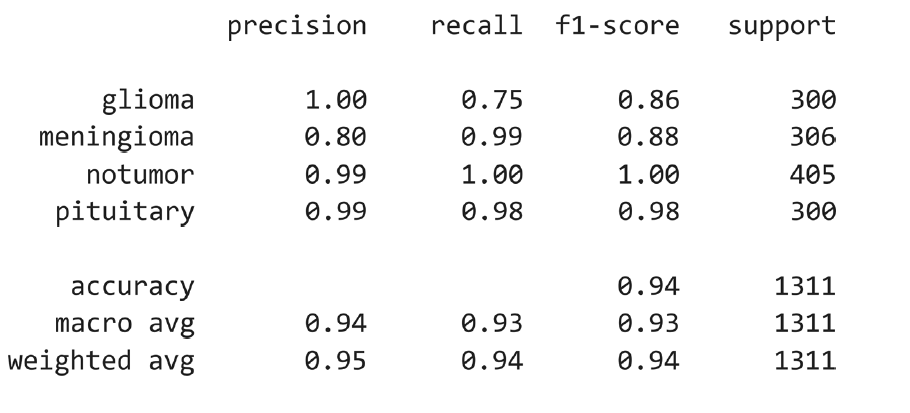 precision recall f1-score support
glioma 1.00 0.75 0.86 300
meningioma 0.80 0.99 0.88 306
notumor 0.99 1.00 1.00 405
pituitary 0.99 0.98 0.98 300
accuracy 0.94 1311
macro avg 0.94 0.93 0.93 1311
weighted avg 0.95 0.94 0.94 1311